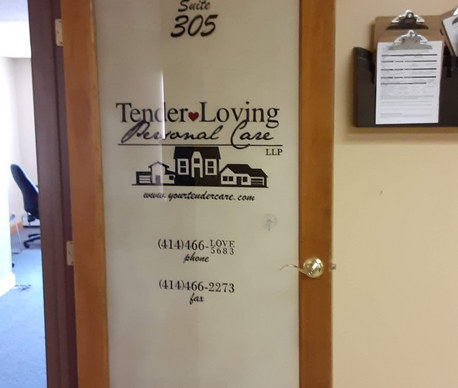 Suite
305
Tender Loving
Personal Care
LLP
www.yourtendercare.com
(414)466-LOVE
5683
phone
(414)466-2273
fax